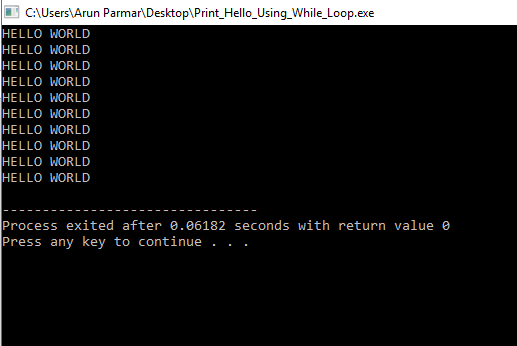 C:\Users\Arun Parmar\Desktop\Print_Hello_Using_While_Loop.exe
HELLO WORLD
HELLO WORLD
HELLO WORLD
HELLO WORLD
HELLO WORLD
HELLO WORLD
HELLO WORLD
HELLO WORLD
HELLO WORLD
HELLO WORLD
--------------------------------
Process exited after 0.06182 seconds with return value 0
Press any key to continue . . .